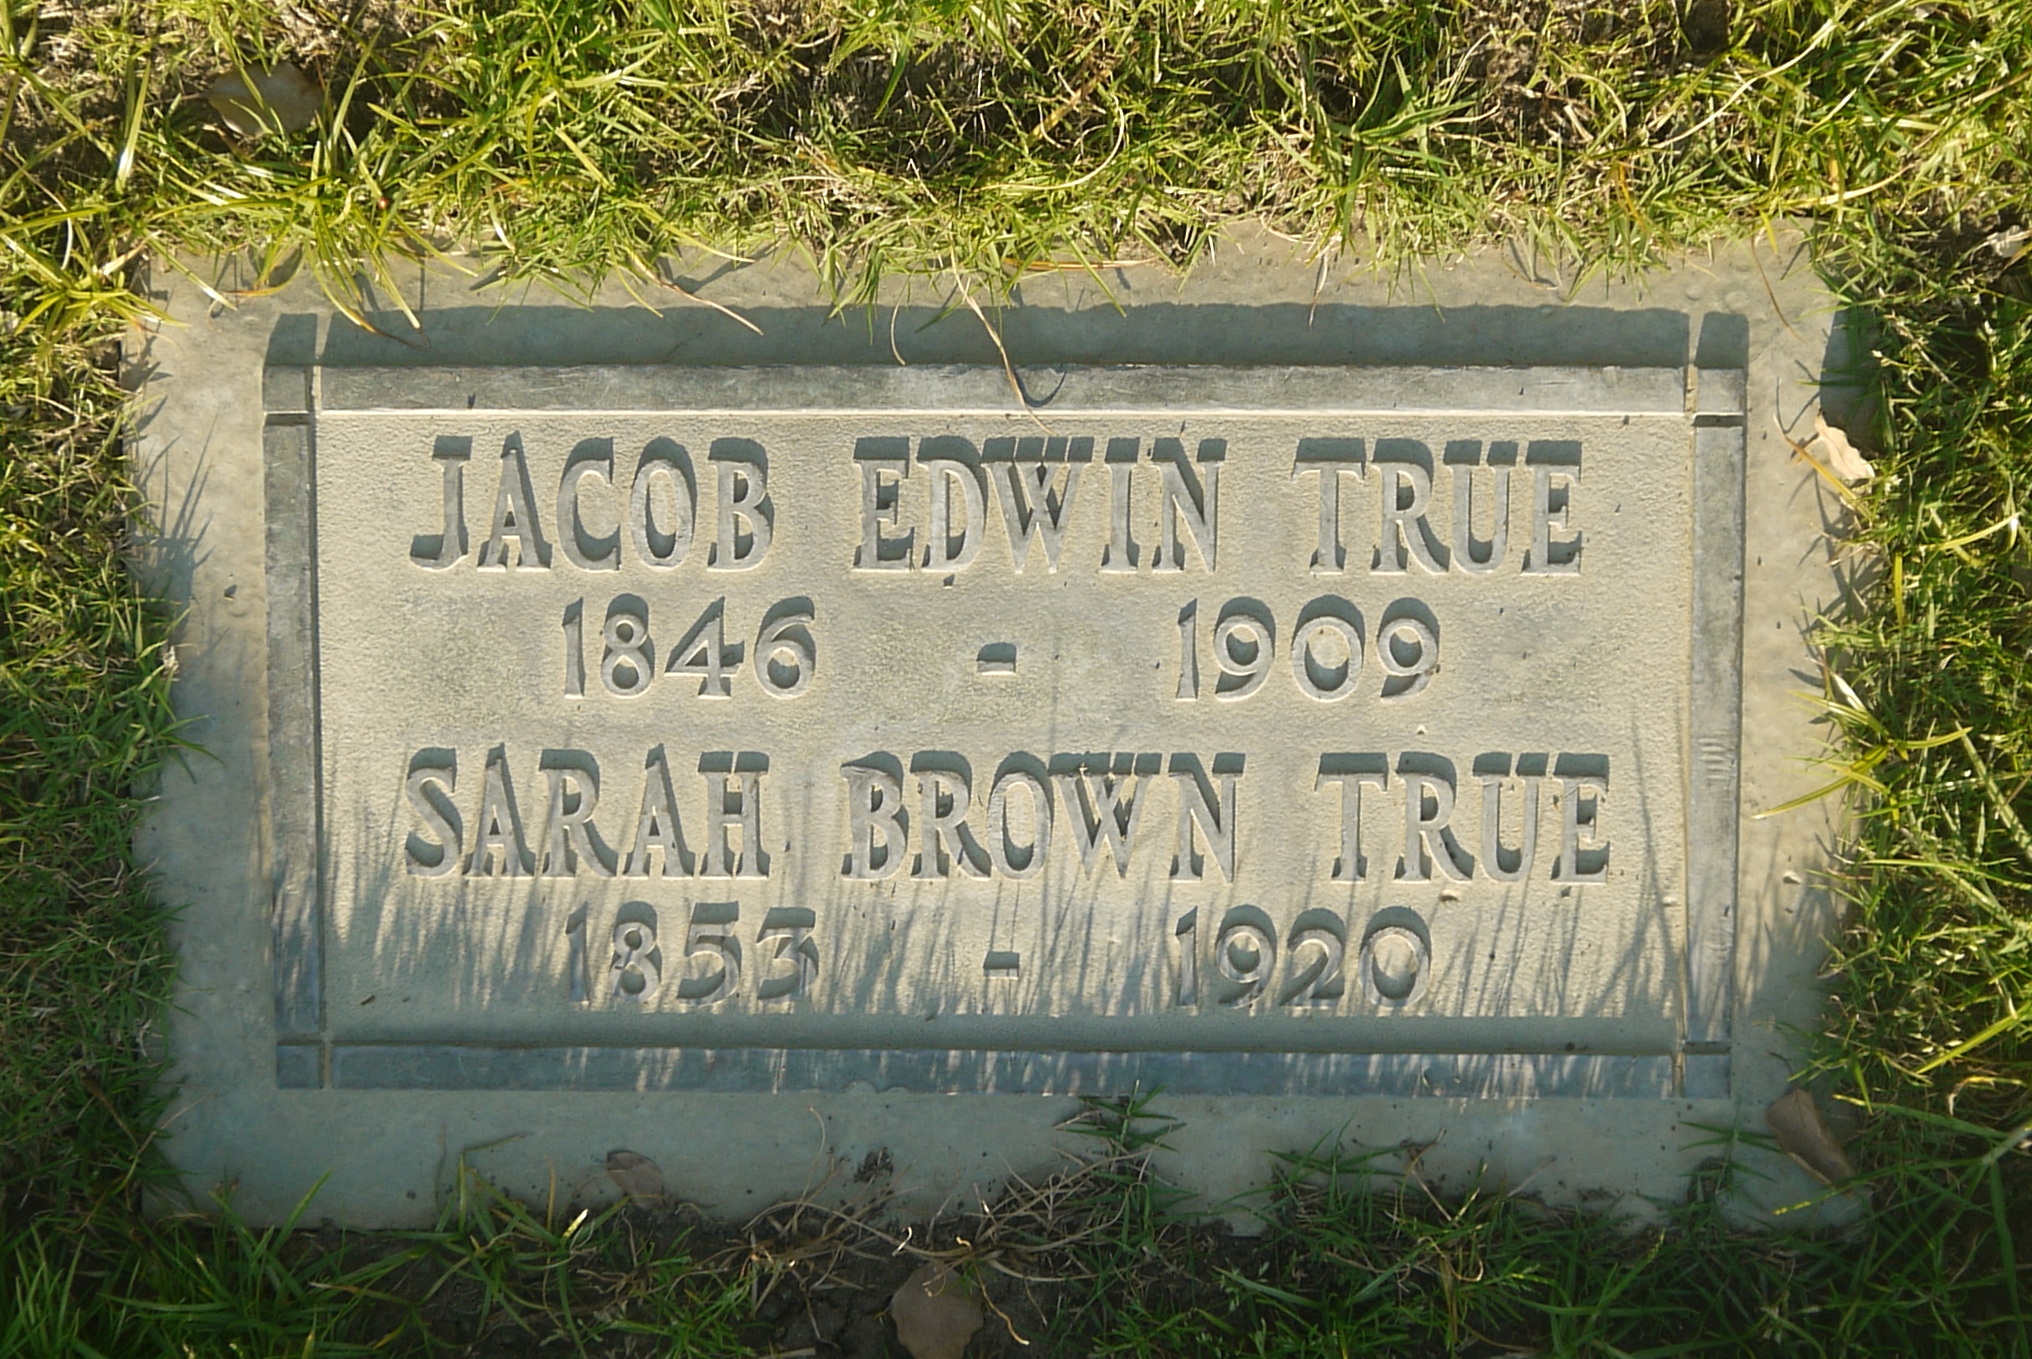 JACOB EDWIN TRUE
1846 - 1909
SARAH BROWN TRUE
1853 - 1920